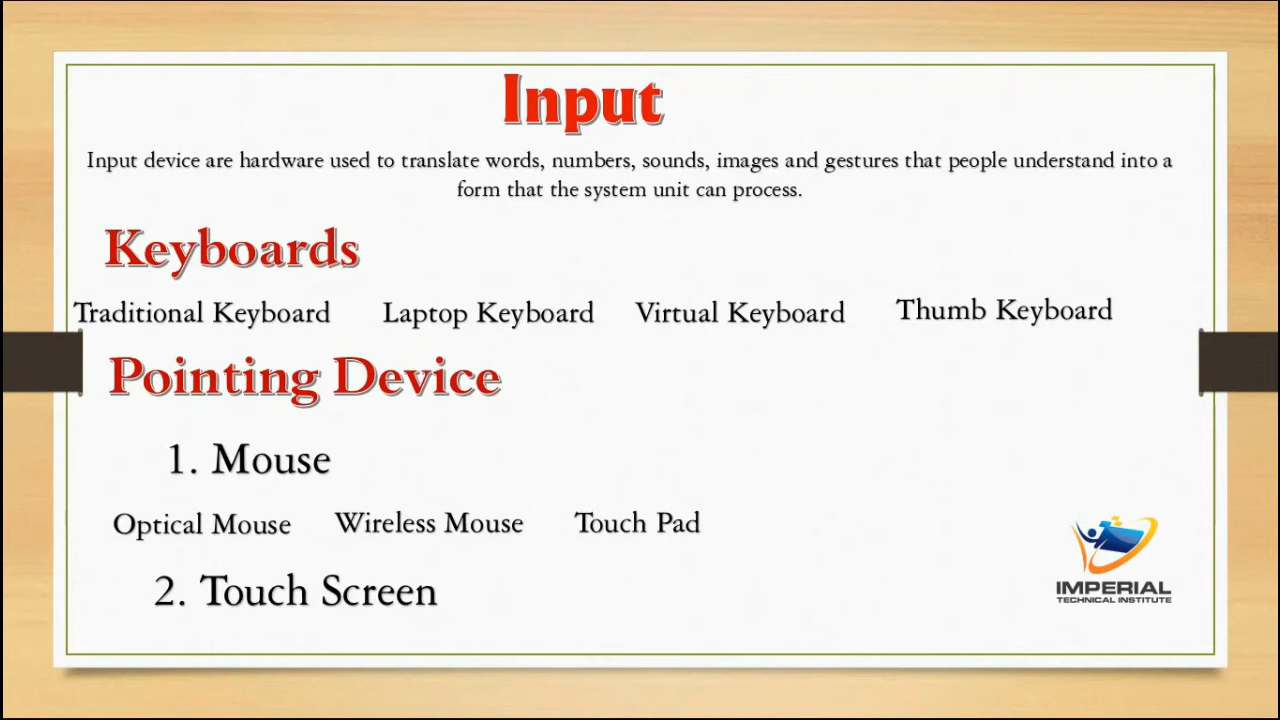 Input
Input device are hardware used to translate words, numbers, sounds, images and gestures that people understand into a
form that the system unit can process.
Keyboards
Traditional Keyboard Laptop Keyboard Virtual Keyboard Thumb Keyboard
Pointing Device
1. Mouse
Optical Mouse Wireless Mouse Touch Pad
2. Touch Screen
IMPERIAL
TECHNICAL INSTITUTE